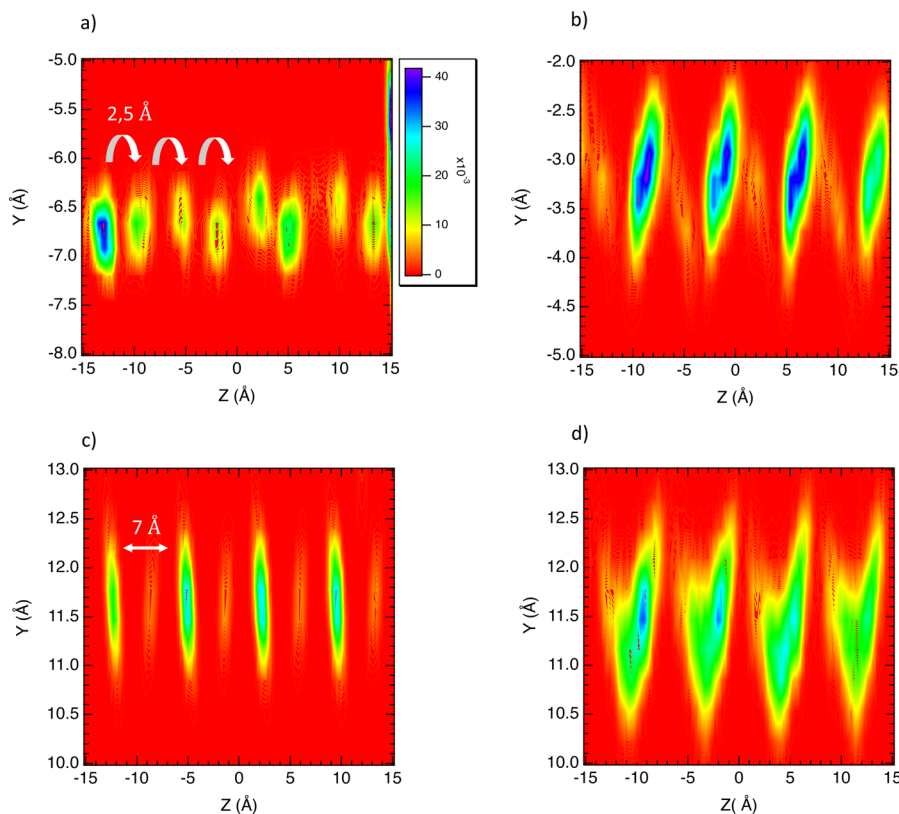 a)
b)
-5.0
-5.5
-6.0
-6.5
-7.0
-7.5
-8.0
Y (Å)
2,5 Å
-15 -10 -5 0 5 10 15
Z (Å)
40
30
20
10
0
x10-3
-2.0
-2.5
-3.0
-3.5
-4.0
-4.5
-5.0
Y (Å)
-15 -10 -5 0 5 10 15
Z (Å)
c)
d)
13.0
12.5
12.0
11.5
11.0
10.5
10.0
Y (Å)
7 Å
-15 -10 -5 0 5 10 15
Z (Å)
13.0
12.5
12.0
11.5
11.0
10.5
10.0
Y (Å)
-15 -10 -5 0 5 10 15
Z( Å)